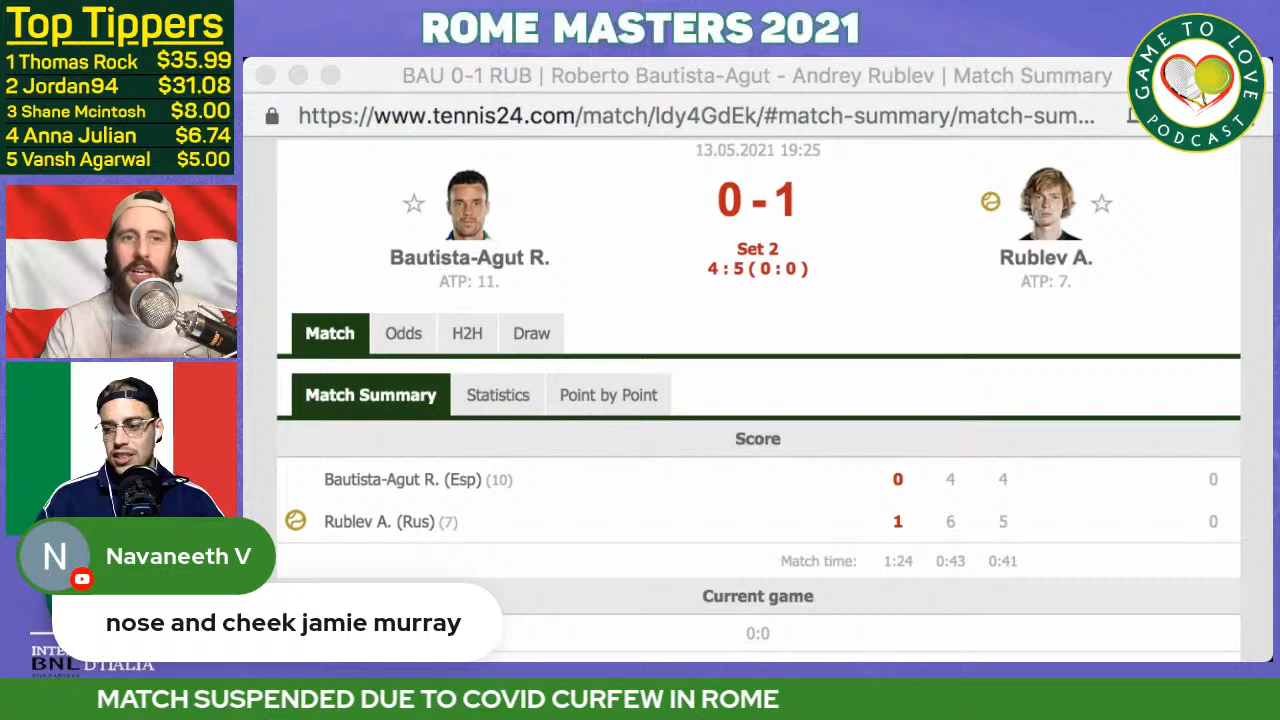 Top Tippers
1 Thomas Rock $35.99
2 Jordan94 $31.08
3 Shane Mcintosh $8.00
4 Anna Julian $6.74
5 Vansh Agarwal $5.00
ROME MASTERS 2021
GAME TO LOVE
PODCAST
BAU 0-1 RUB | Roberto Bautista-Agut - Andrey Rublev | Match Summary
https://www.tennis24.com/match/ldy4GdEk/#match-summary/match-sum...
13.05.2021 19:25
0 - 1
Set 2
4 : 5 ( 0 : 0 )
Bautista-Agut R.
ATP: 11.
Rublev A.
ATP: 7.
Match Odds H2H Draw
Match Summary Statistics Point by Point
Score
Bautista-Agut R. (Esp) (10) 0 4 4 0
Rublev A. (Rus) (7) 1 6 5 0
Match time: 1:24 0:43 0:41
Current game
0:0
N
Navaneeth V
nose and cheek jamie murray
INTE
BNL D'ITALIA
MATCH SUSPENDED DUE TO COVID CURFEW IN ROME